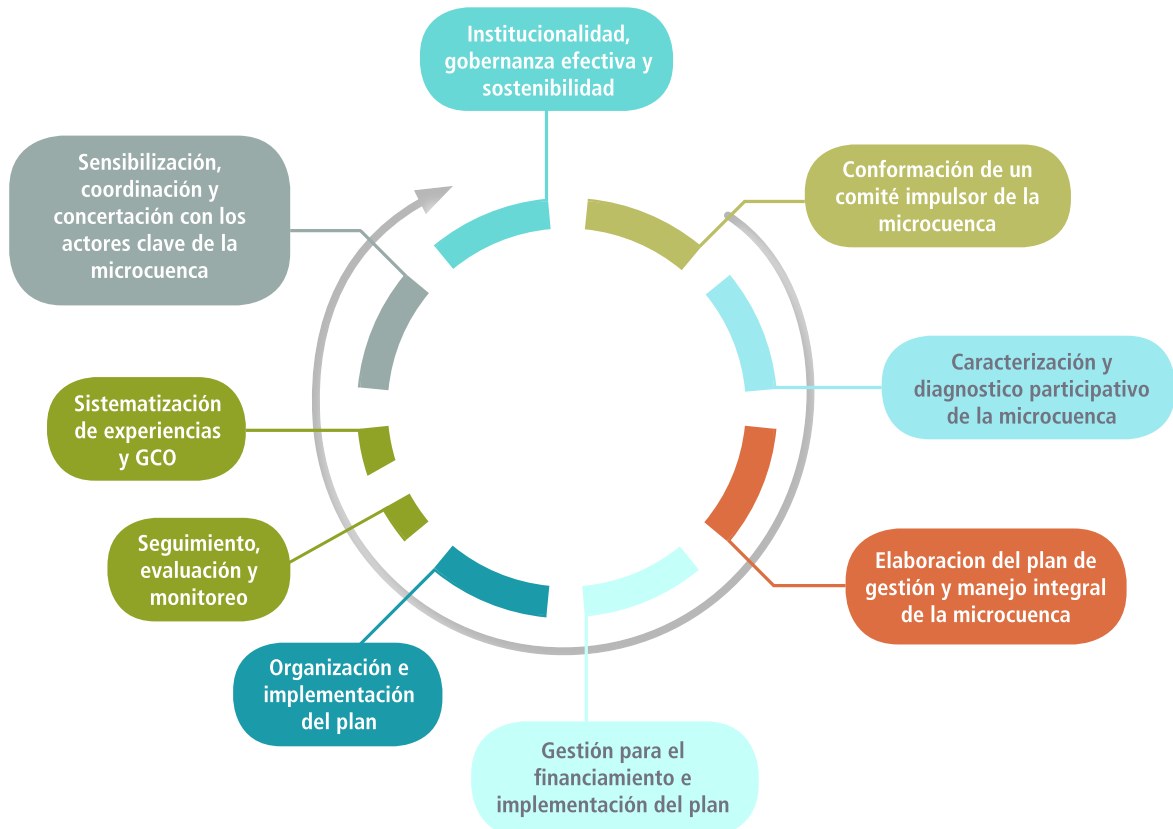 Institucionalidad,
gobernanza efectiva y
sostenibilidad
Conformación de un
comité impulsor de la
microcuenca
Caracterización y
diagnostico participativo
de la microcuenca
Elaboracion del plan de
gestión y manejo integral
de la microcuenca
Gestión para el
financiamiento e
implementación del plan
Organización e
implementación
del plan
Seguimiento,
evaluación y
monitoreo
Sistematización
de experiencias
y GCO
Sensibilización,
coordinación y
concertación con los
actores clave de la
microcuenca